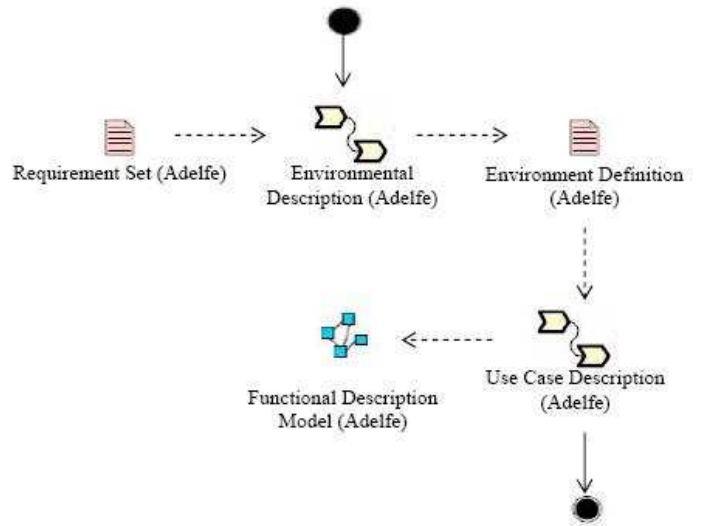 Requirement Set (Adelfe)
Environmental
Description (Adelfe)
Environment Definition
(Adelfe)
Functional Description
Model (Adelfe)
Use Case Description
(Adelfe)